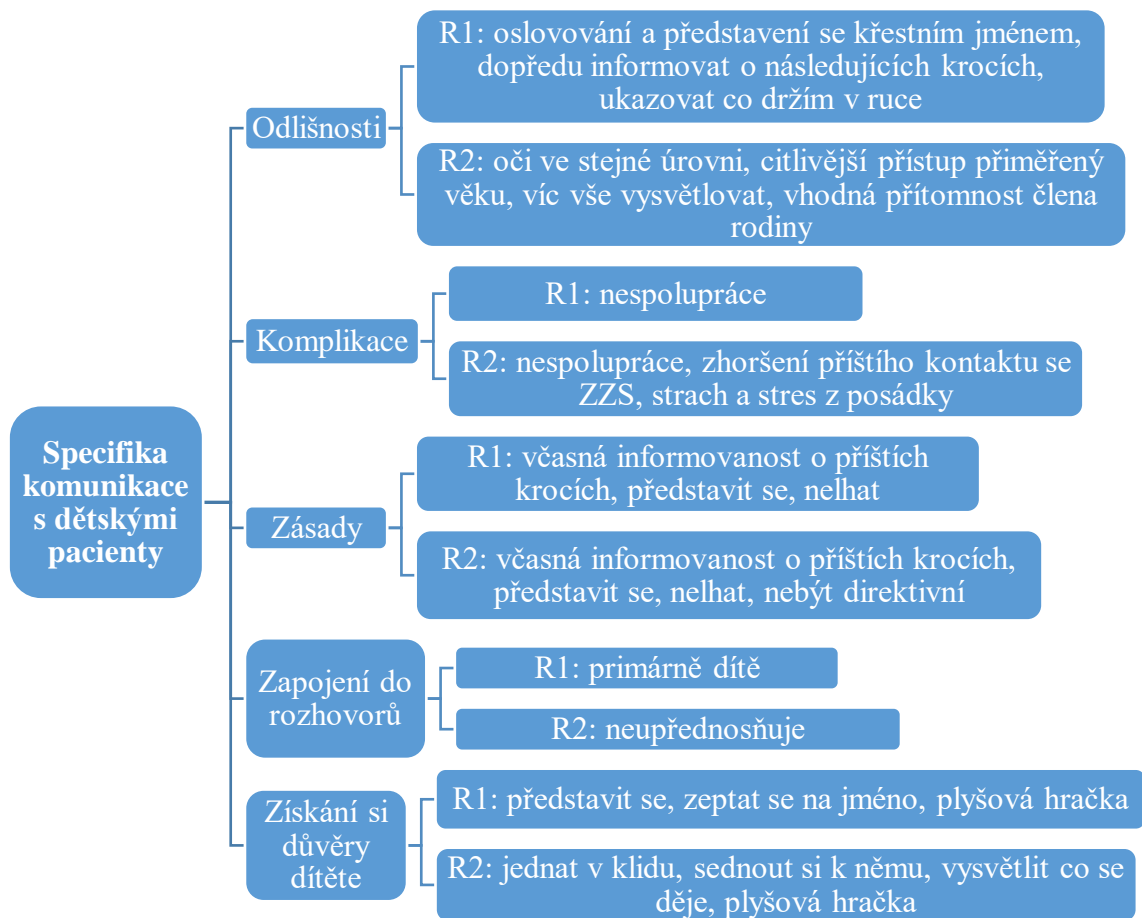 Specifika
komunikace
s dětskými
pacienty
Odlišnosti
R1: oslovování a představení se křestním jménem,
dopředu informovat o následujících krocích,
ukazovat co držím v ruce
R2: oči ve stejné úrovni, citlivější přístup přiměřený
věku, víc vše vysvětlovat, vhodná přítomnost člena
rodiny
Komplikace
R1: nespolupráce
R2: nespolupráce, zhoršení příštího kontaktu se
ZZS, strach a stres z posádky
Zásady
R1: včasná informovanost o příštích
krocích, představit se, nelhat
R2: včasná informovanost o příštích krocích,
představit se, nelhat, nebýt direktivní
Zapojení do
rozhovorů
R1: primárně dítě
R2: neupřednosňuje
Získání si
důvěry
dítěte
R1: představit se, zeptat se na jméno, plyšová hračka
R2: jednat v klidu, sednout si k němu, vysvětlit co se
děje, plyšová hračka